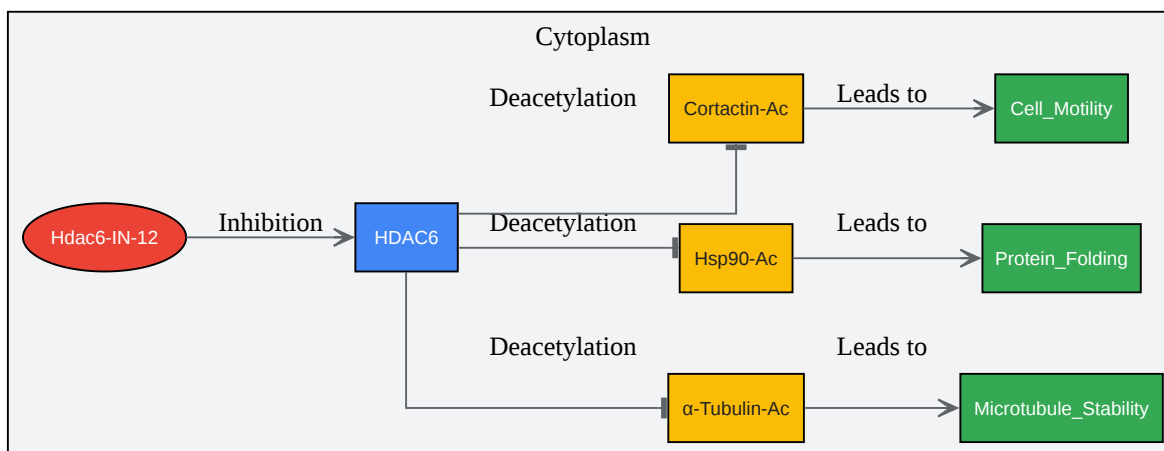 Cytoplasm
Deacetylation
Cortactin-Ac
Leads to
Cell_Motility
Hdac6-IN-12
Inhibition
HDAC6
Deacetylation
Hsp90-Ac
Leads to
Protein_Folding
Deacetylation
α-Tubulin-Ac
Leads to
Microtubule_Stability